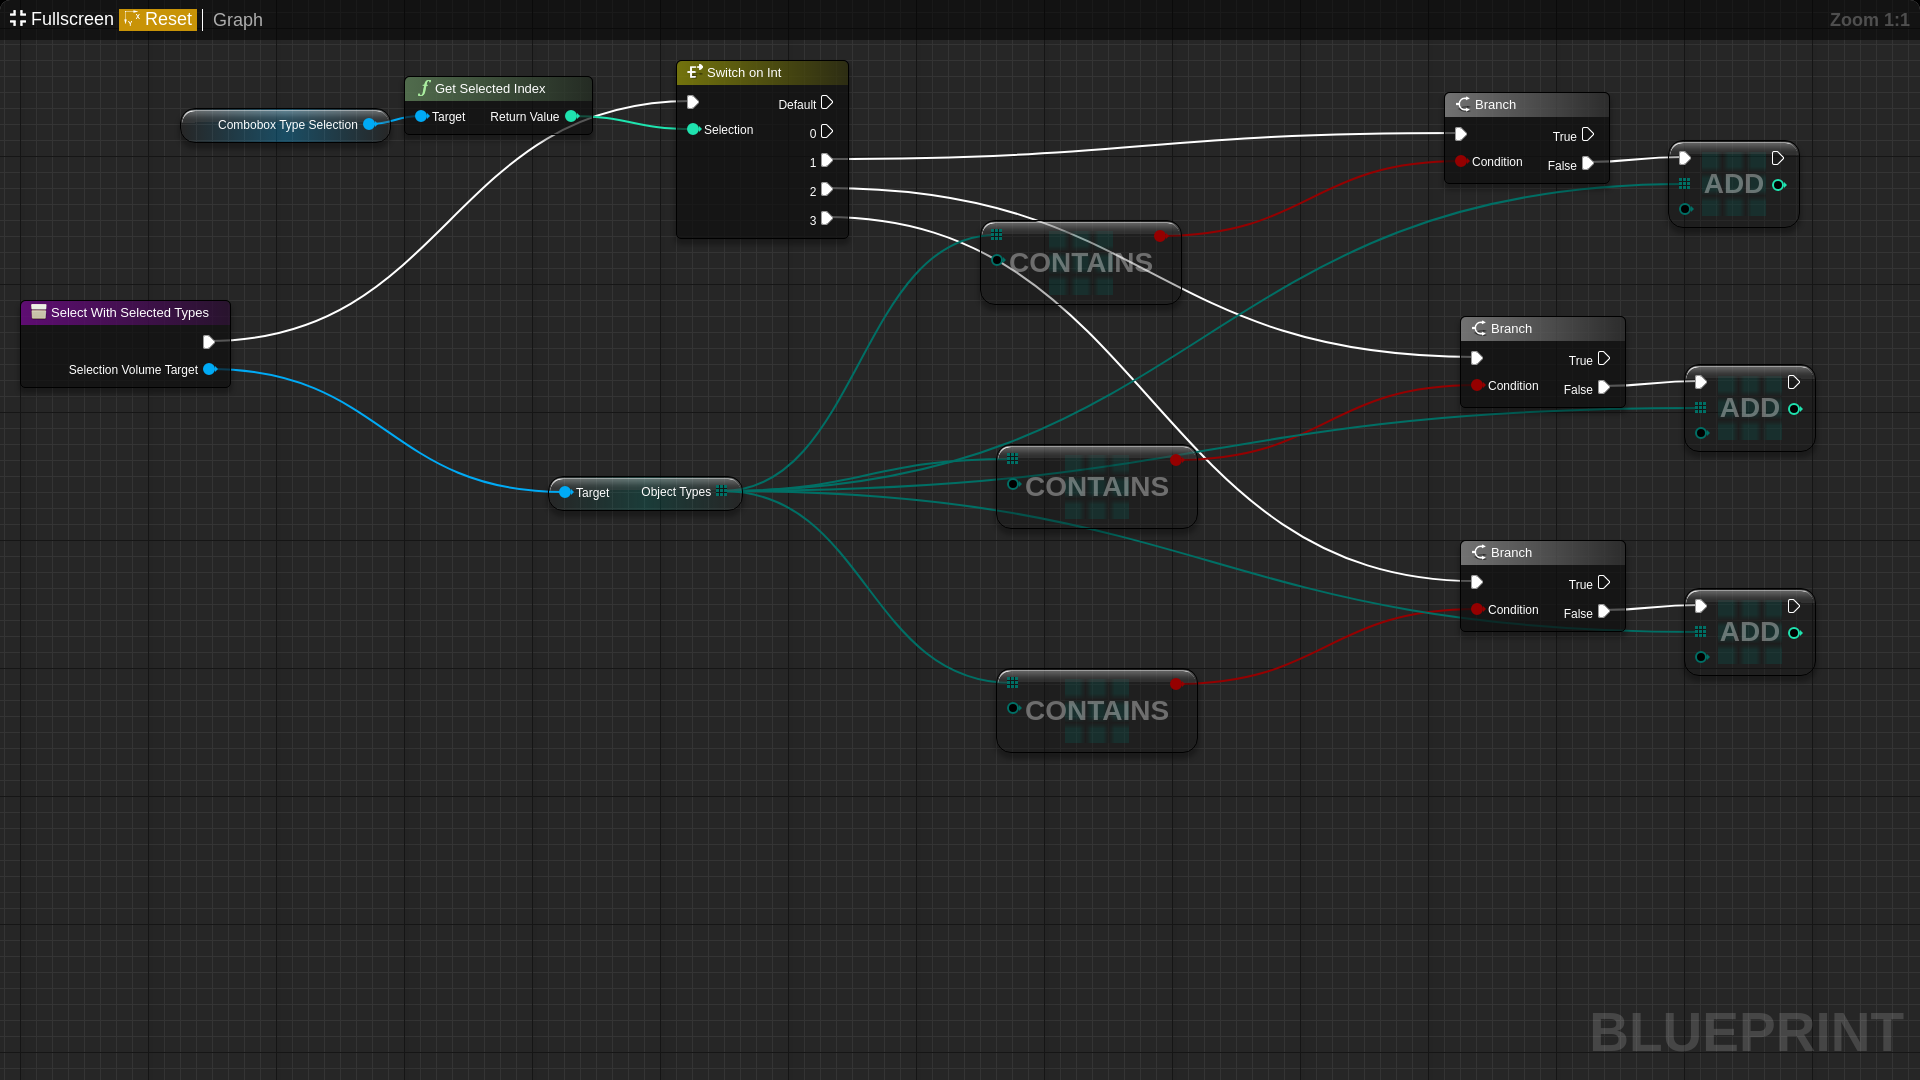 Fullscreen Reset Graph
Zoom 1:1
Combobox Type Selection
Get Selected Index
Target Return Value
Switch on Int
Default
Selection
0
1
2
3
Select With Selected Types
Selection Volume Target
Target Object Types
CONTAINS
CONTAINS
CONTAINS
Branch
True
Condition
False
ADD
Branch
True
Condition
False
ADD
Branch
True
Condition
False
ADD
BLUEPRINT